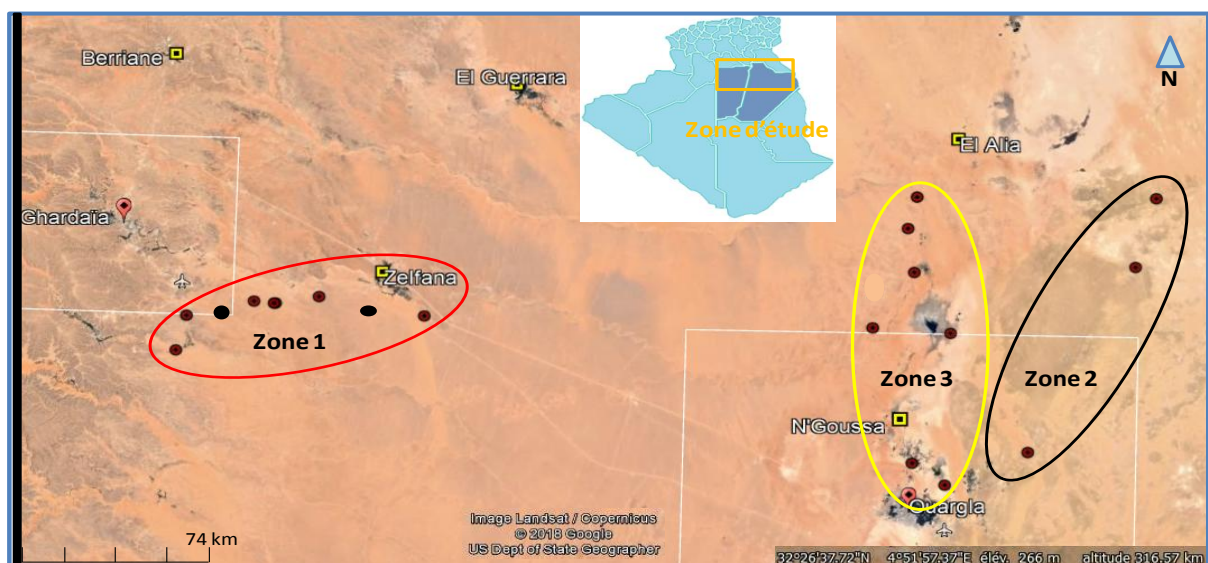 Berriane
El Guerrara
Zone d'étude
N
El Alia
Ghardaïa
Zelfana
Zone 1
Zone 3
Zone 2
N'Goussa
Ouargla
Image Landsat / Copernicus
© 2018 Google
US Dept of State Geographer
74 km
32°26'37.72"N 4°51'57.37"E élév. 266 m altitude 316.57 km